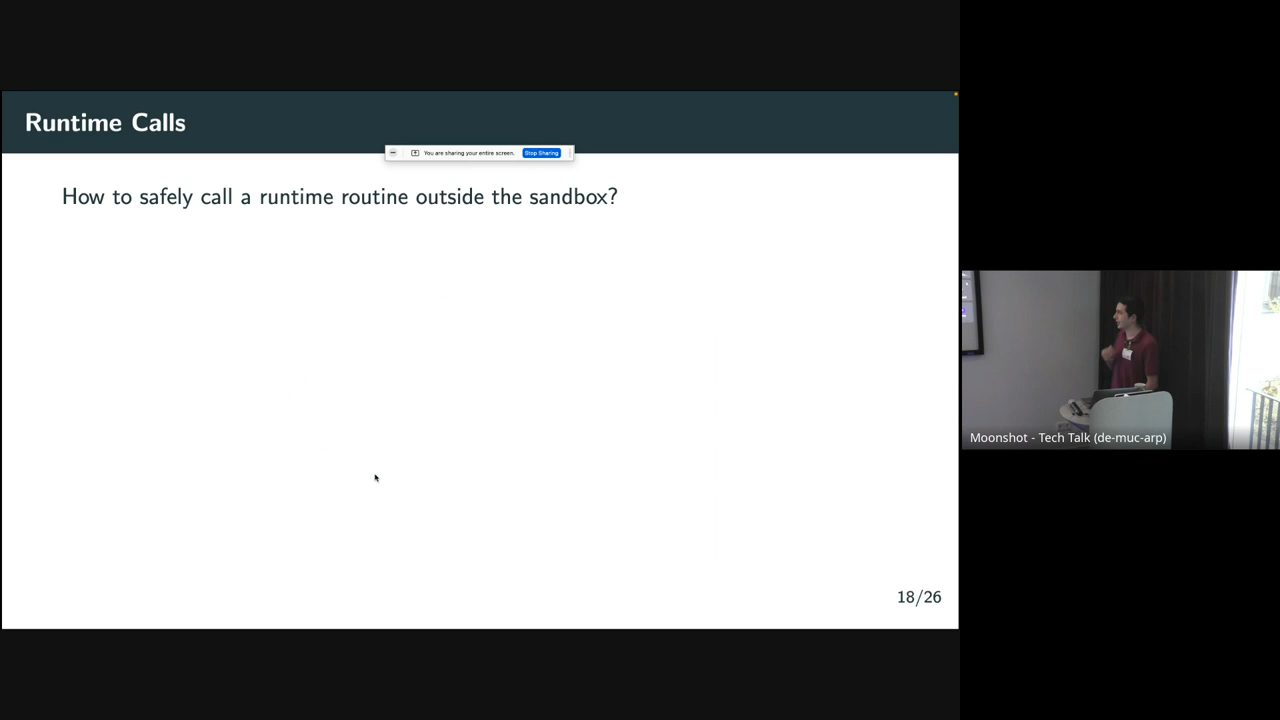 Runtime Calls
You are sharing your entire screen. Stop Sharing
How to safely call a runtime routine outside the sandbox?
18/26
Moonshot - Tech Talk (de-muc-arp)